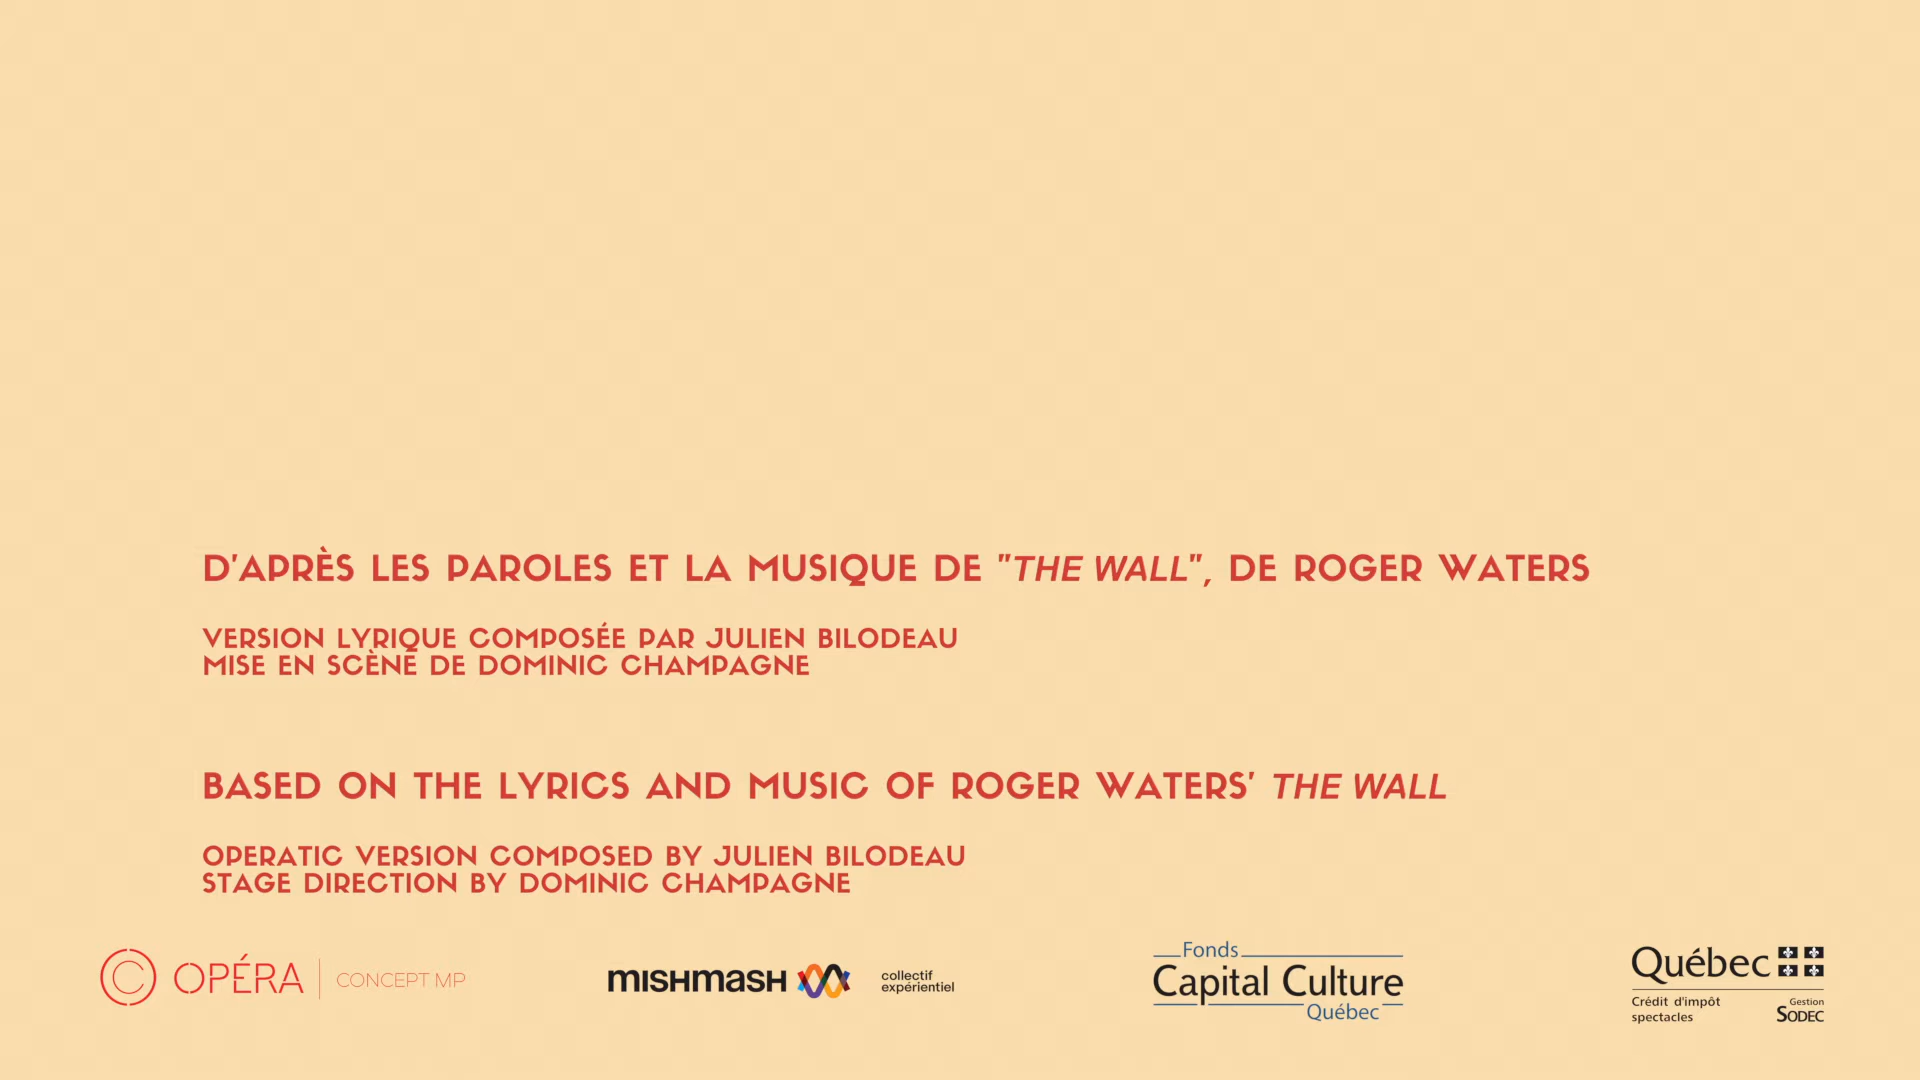 D'APRÈS LES PAROLES ET LA MUSIQUE DE "THE WALL", DE ROGER WATERS
VERSION LYRIQUE COMPOSÉE PAR JULIEN BILODEAU
MISE EN SCÈNE DE DOMINIC CHAMPAGNE
BASED ON THE LYRICS AND MUSIC OF ROGER WATERS' THE WALL
OPERATIC VERSION COMPOSED BY JULIEN BILODEAU
STAGE DIRECTION BY DOMINIC CHAMPAGNE
C OPÉRA CONCEPT MP
MISHMASH
collectif
expérientiel
Fonds
Capital Culture
Québec
Québec
Crédit d'impôt
spectacles
Gestion
SODEC